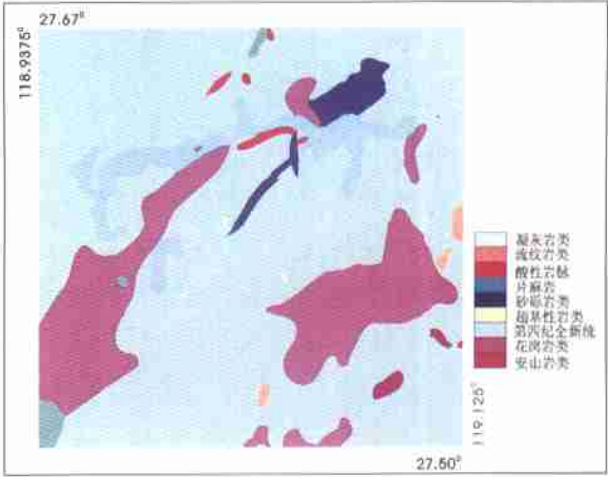 27.67°
118.9375°
凝灰岩类
流纹岩类
酸性岩脉
片麻岩
砂砾岩类
超基性岩类
第四纪全新统
花岗岩类
安山岩类
119.125°
27.50°